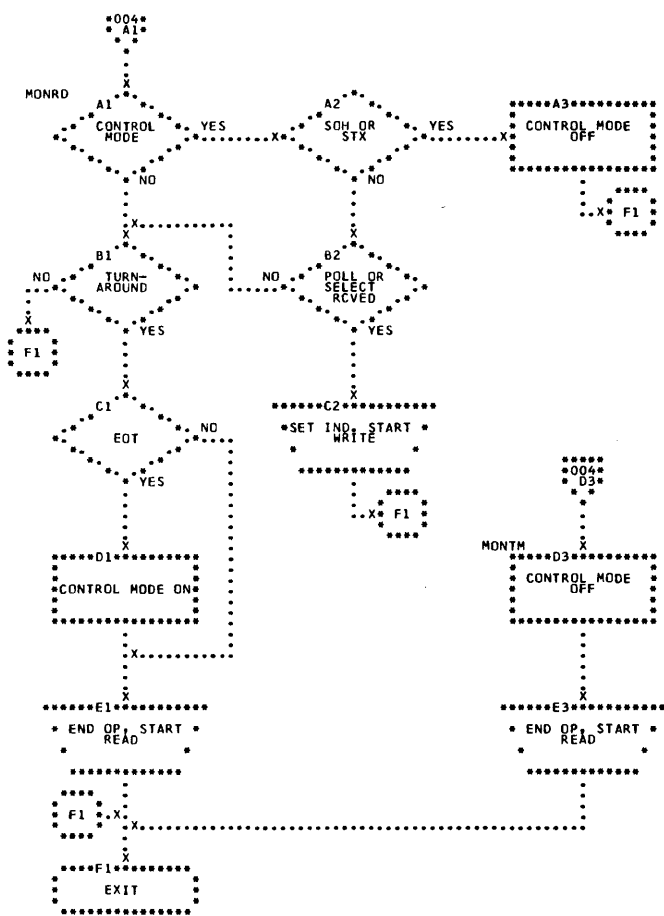 004
A1
MONRD
A1
CONTROL
MODE
YES
NO
A2
SOH OR
STX
YES
NO
A3
CONTROL MODE
OFF
F1
B1
TURN-
AROUND
NO
YES
F1
B2
POLL OR
SELECT
RCVED
NO
YES
C1
EOT
NO
YES
C2
SET IND, START
WRITE
F1
004
D3
D1
CONTROL MODE ON
MONTM
D3
CONTROL MODE
OFF
E1
END OP, START
READ
E3
END OP, START
READ
F1
F1
EXIT